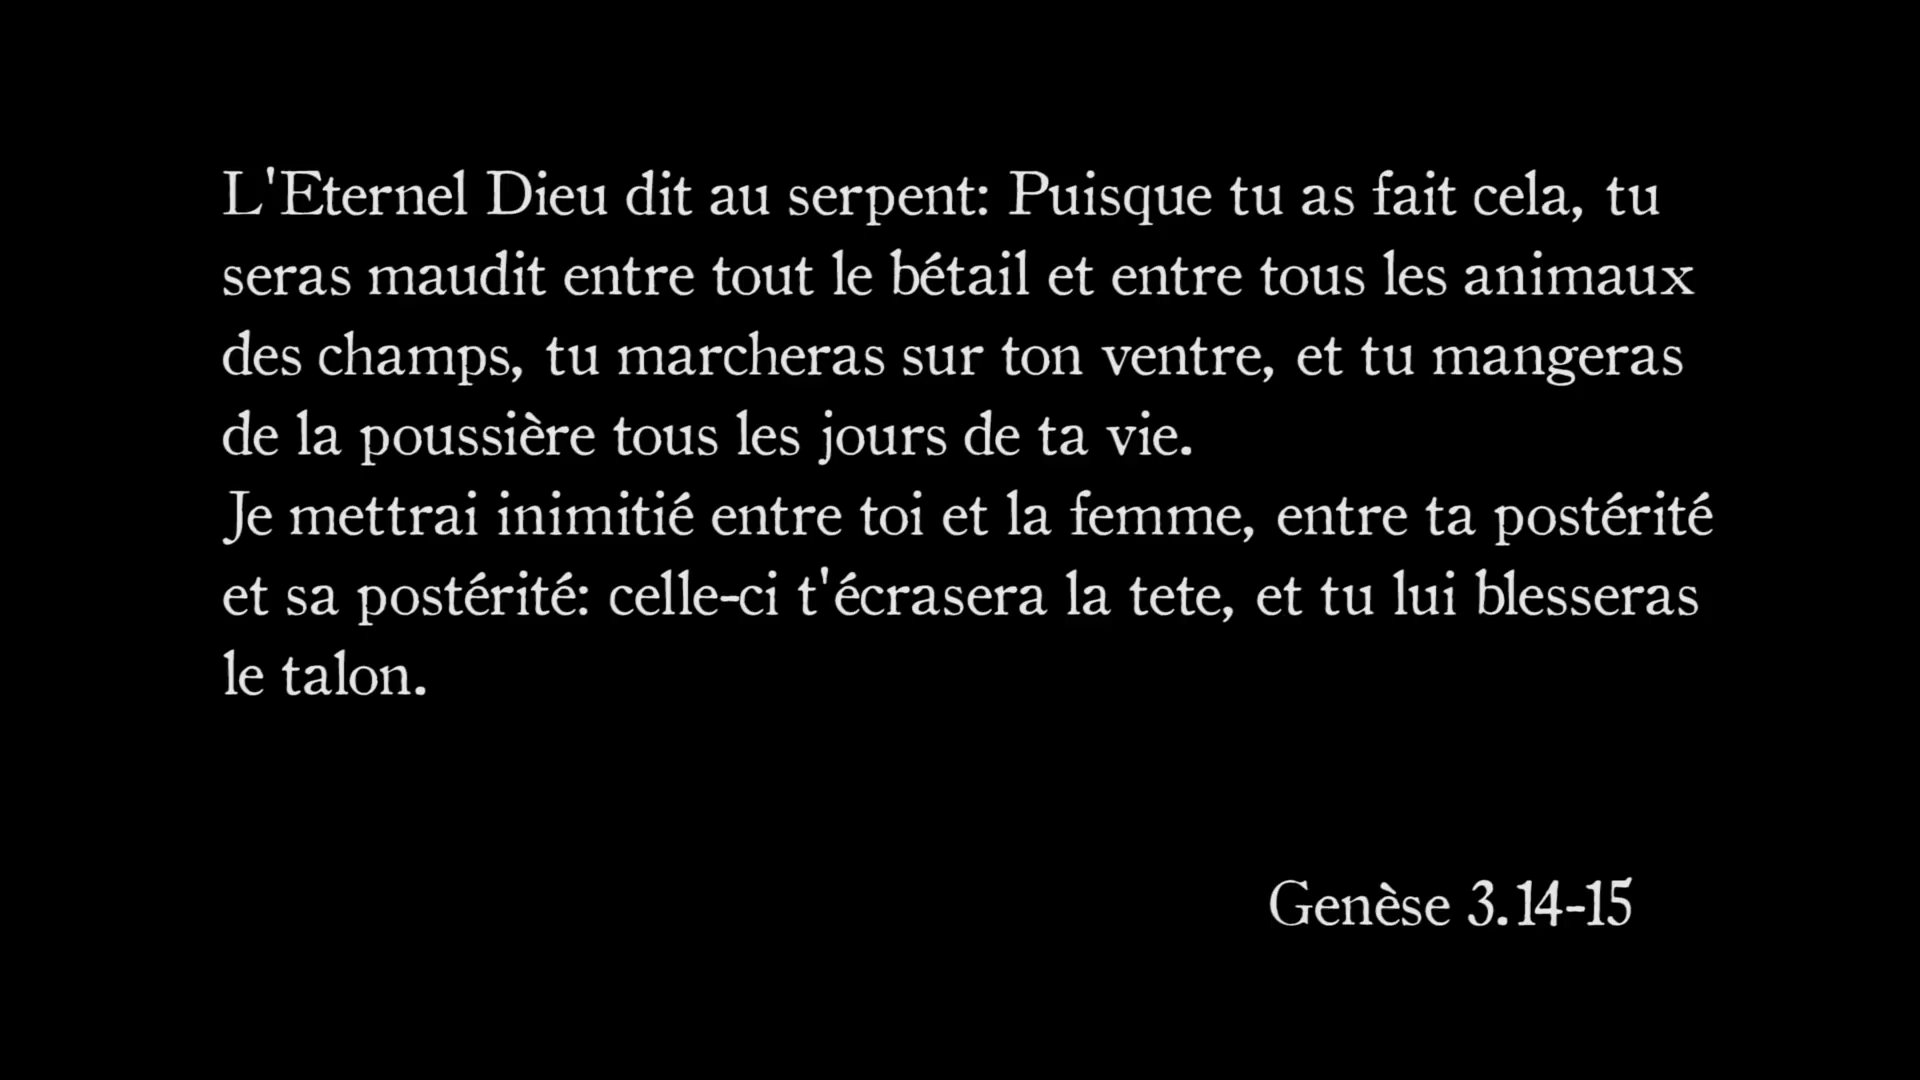 L'Eternel Dieu dit au serpent: Puisque tu as fait cela, tu
seras maudit entre tout le bétail et entre tous les animaux
des champs, tu marcheras sur ton ventre, et tu mangeras
de la poussière tous les jours de ta vie.
Je mettrai inimitié entre toi et la femme, entre ta postérité
et sa postérité: celle-ci t'écrasera la tete, et tu lui blesseras
le talon.
Genèse 3.14-15